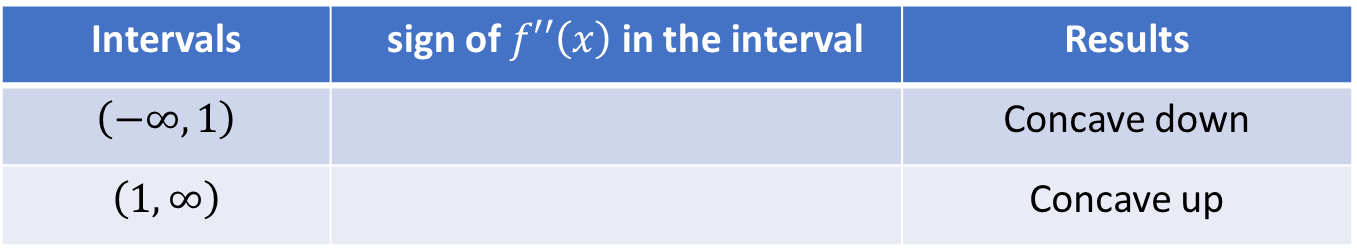 Intervals sign of f′′(x) in the interval Results
(−∞, 1) Concave down
(1, ∞) Concave up